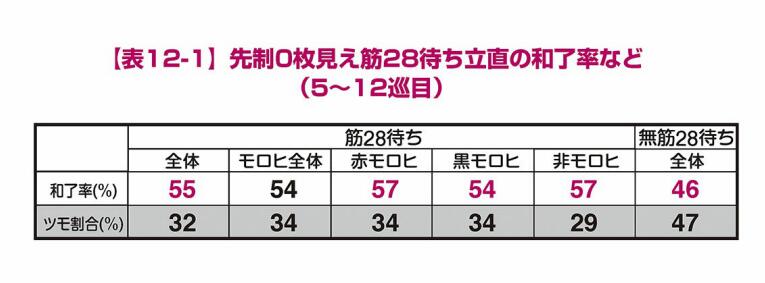 【表12-1】先制0枚見え筋28待ち立直の和了率など
（5～12巡目）
筋28待ち 無筋28待ち
全体 モロヒ全体 赤モロヒ 黒モロヒ 非モロヒ 全体
和了率(%) 55 54 57 54 57 46
ツモ割合(%) 32 34 34 34 29 47